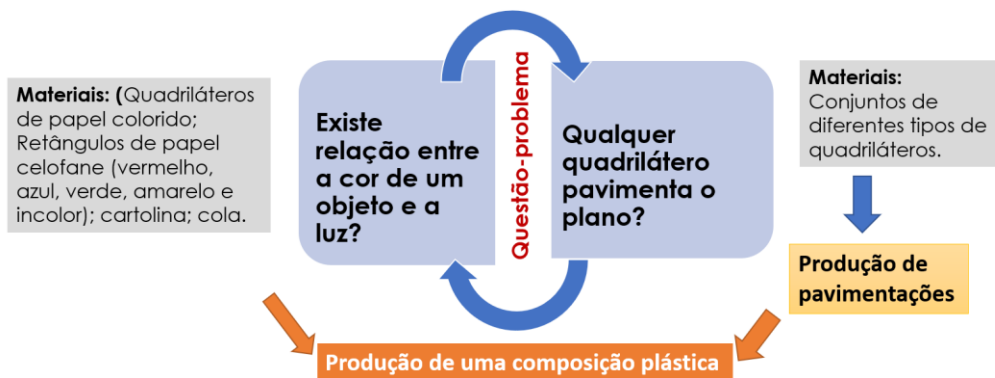 Materiais: (Quadriláteros
de papel colorido;
Retângulos de papel
celofane (vermelho,
azul, verde, amarelo e
incolor); cartolina; cola.
Existe
relação entre
a cor de um
objeto e a
luz?
Questão-problema
Qualquer
quadrilátero
pavimenta o
plano?
Materiais:
Conjuntos de
diferentes tipos de
quadriláteros.
Produção de
pavimentações
Produção de uma composição plástica